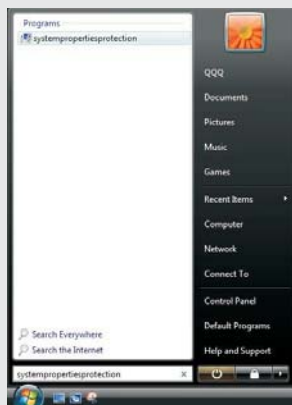 Programs
systempropertiesprotection
Search Everywhere
Search the Internet
systempropertiesprotection x
QQQ
Documents
Pictures
Music
Games
Recent Items
Computer
Network
Connect To
Control Panel
Default Programs
Help and Support